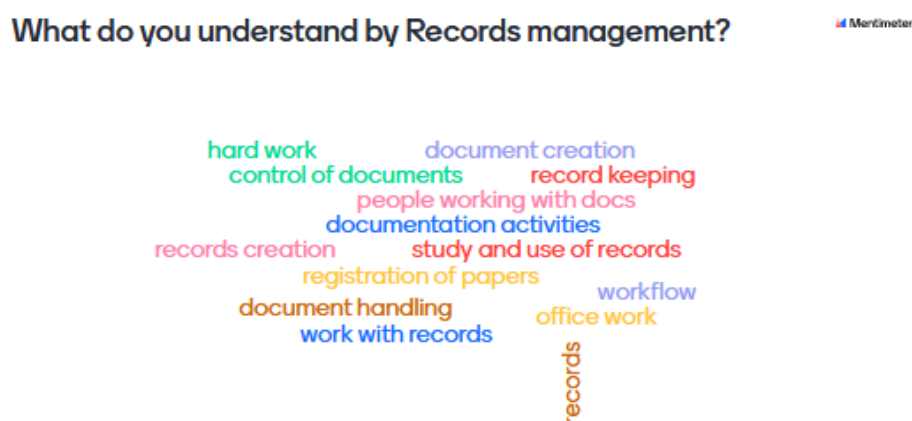 What do you understand by Records management?
Mentimeter
hard work
document creation
control of documents
record keeping
people working with docs
documentation activities
records creation
study and use of records
registration of papers
workflow
document handling
office work
work with records
records